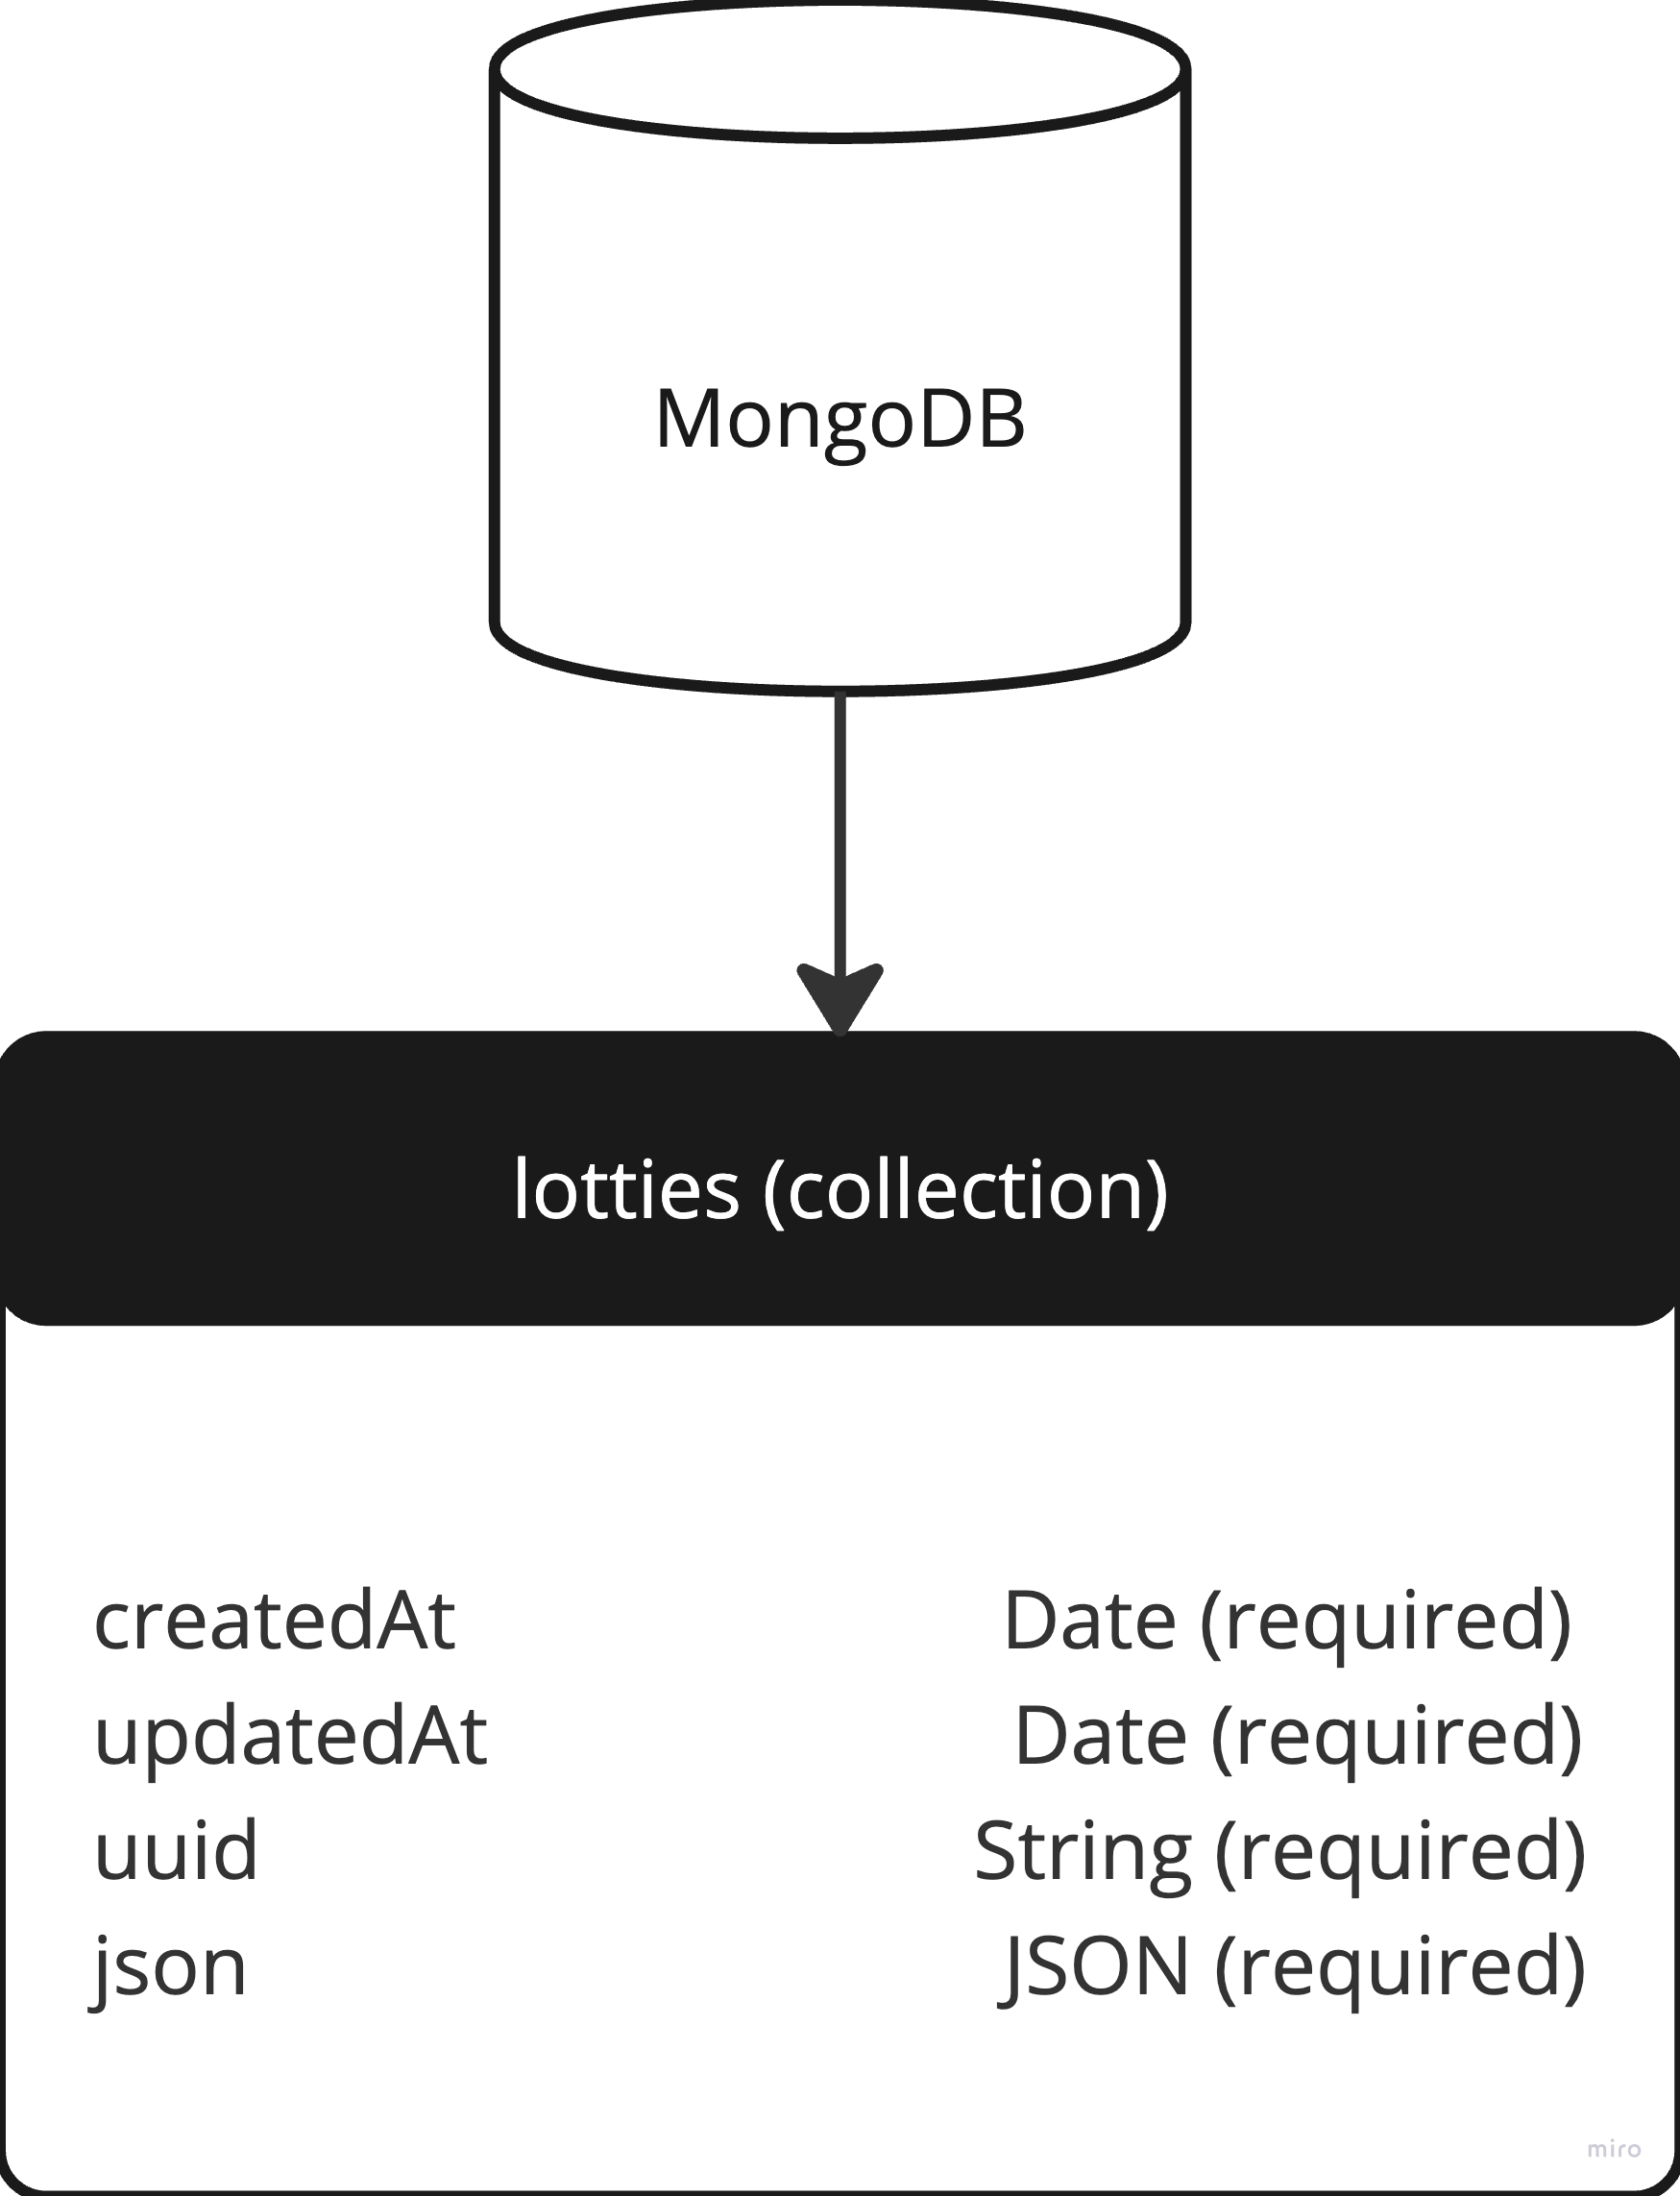 MongoDB
lotties (collection)
createdAt Date (required)
updatedAt Date (required)
uuid String (required)
json JSON (required)
miro